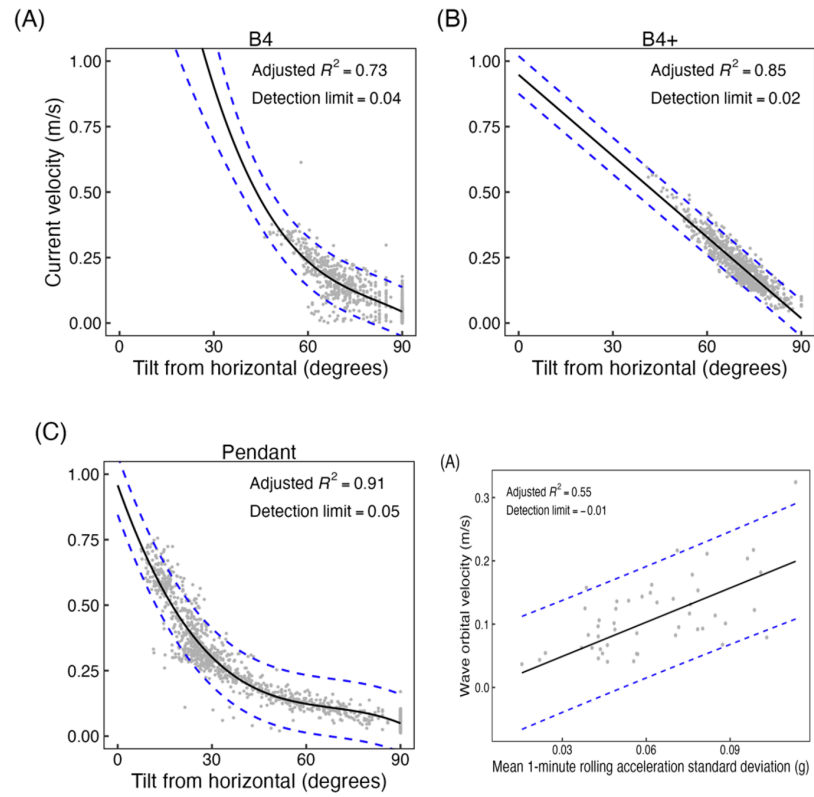 (A)
B4
Adjusted R² = 0.73
Detection limit = 0.04
1.00
0.75
0.50
0.25
0.00
Current velocity (m/s)
0 30 60 90
Tilt from horizontal (degrees)
(B)
B4+
Adjusted R² = 0.85
Detection limit = 0.02
1.00
0.75
0.50
0.25
0.00
0 30 60 90
Tilt from horizontal (degrees)
(C)
Pendant
Adjusted R² = 0.91
Detection limit = 0.05
1.00
0.75
0.50
0.25
0.00
0 30 60 90
Tilt from horizontal (degrees)
(A)
Adjusted R² = 0.55
Detection limit = −0.01
0.3
0.2
0.1
0.0
Wave orbital velocity (m/s)
0.03 0.06 0.09
Mean 1-minute rolling acceleration standard deviation (g)